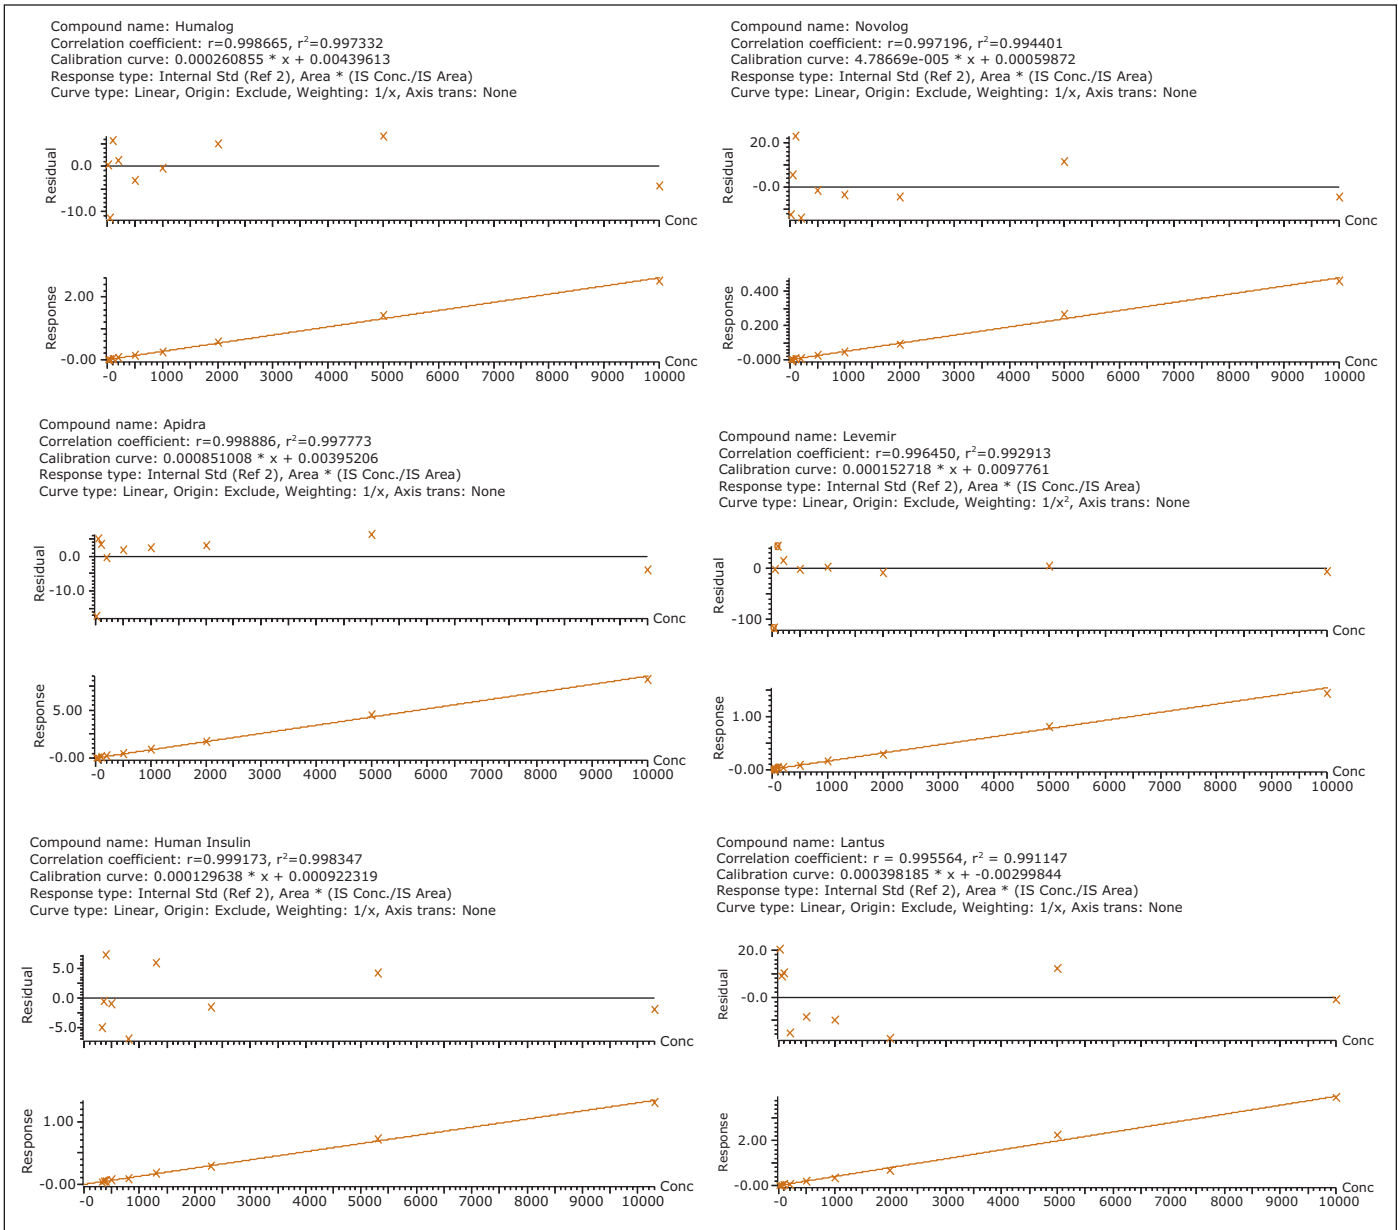 Compound name: Humalog
Correlation coefficient: r=0.998665, r²=0.997332
Calibration curve: 0.000260855 * x + 0.00439613
Response type: Internal Std (Ref 2), Area * (IS Conc./IS Area)
Curve type: Linear, Origin: Exclude, Weighting: 1/x, Axis trans: None
Residual
0.0
-10.0
Conc
Response
2.00
-0.00
Conc
-0 1000 2000 3000 4000 5000 6000 7000 8000 9000 10000
Compound name: Novolog
Correlation coefficient: r=0.997196, r²=0.994401
Calibration curve: 4.78669e-005 * x + 0.00059872
Response type: Internal Std (Ref 2), Area * (IS Conc./IS Area)
Curve type: Linear, Origin: Exclude, Weighting: 1/x, Axis trans: None
Residual
20.0
-0.0
Conc
Response
0.400
0.200
-0.000
Conc
-0 1000 2000 3000 4000 5000 6000 7000 8000 9000 10000
Compound name: Apidra
Correlation coefficient: r=0.998886, r²=0.997773
Calibration curve: 0.000851008 * x + 0.00395206
Response type: Internal Std (Ref 2), Area * (IS Conc./IS Area)
Curve type: Linear, Origin: Exclude, Weighting: 1/x, Axis trans: None
Residual
0.0
-10.0
Conc
Response
5.00
-0.00
Conc
-0 1000 2000 3000 4000 5000 6000 7000 8000 9000 10000
Compound name: Levemir
Correlation coefficient: r=0.996450, r²=0.992913
Calibration curve: 0.000152718 * x + 0.0097761
Response type: Internal Std (Ref 2), Area * (IS Conc./IS Area)
Curve type: Linear, Origin: Exclude, Weighting: 1/x², Axis trans: None
Residual
0
-100
Conc
Response
1.00
-0.00
Conc
-0 1000 2000 3000 4000 5000 6000 7000 8000 9000 10000
Compound name: Human Insulin
Correlation coefficient: r=0.999173, r²=0.998347
Calibration curve: 0.000129638 * x + 0.000922319
Response type: Internal Std (Ref 2), Area * (IS Conc./IS Area)
Curve type: Linear, Origin: Exclude, Weighting: 1/x, Axis trans: None
Residual
5.0
0.0
-5.0
Conc
Response
1.00
-0.00
Conc
-0 1000 2000 3000 4000 5000 6000 7000 8000 9000 10000
Compound name: Lantus
Correlation coefficient: r = 0.995564, r² = 0.991147
Calibration curve: 0.000398185 * x + -0.00299844
Response type: Internal Std (Ref 2), Area * (IS Conc./IS Area)
Curve type: Linear, Origin: Exclude, Weighting: 1/x, Axis trans: None
Residual
20.0
-0.0
Conc
Response
2.00
-0.00
Conc
-0 1000 2000 3000 4000 5000 6000 7000 8000 9000 10000